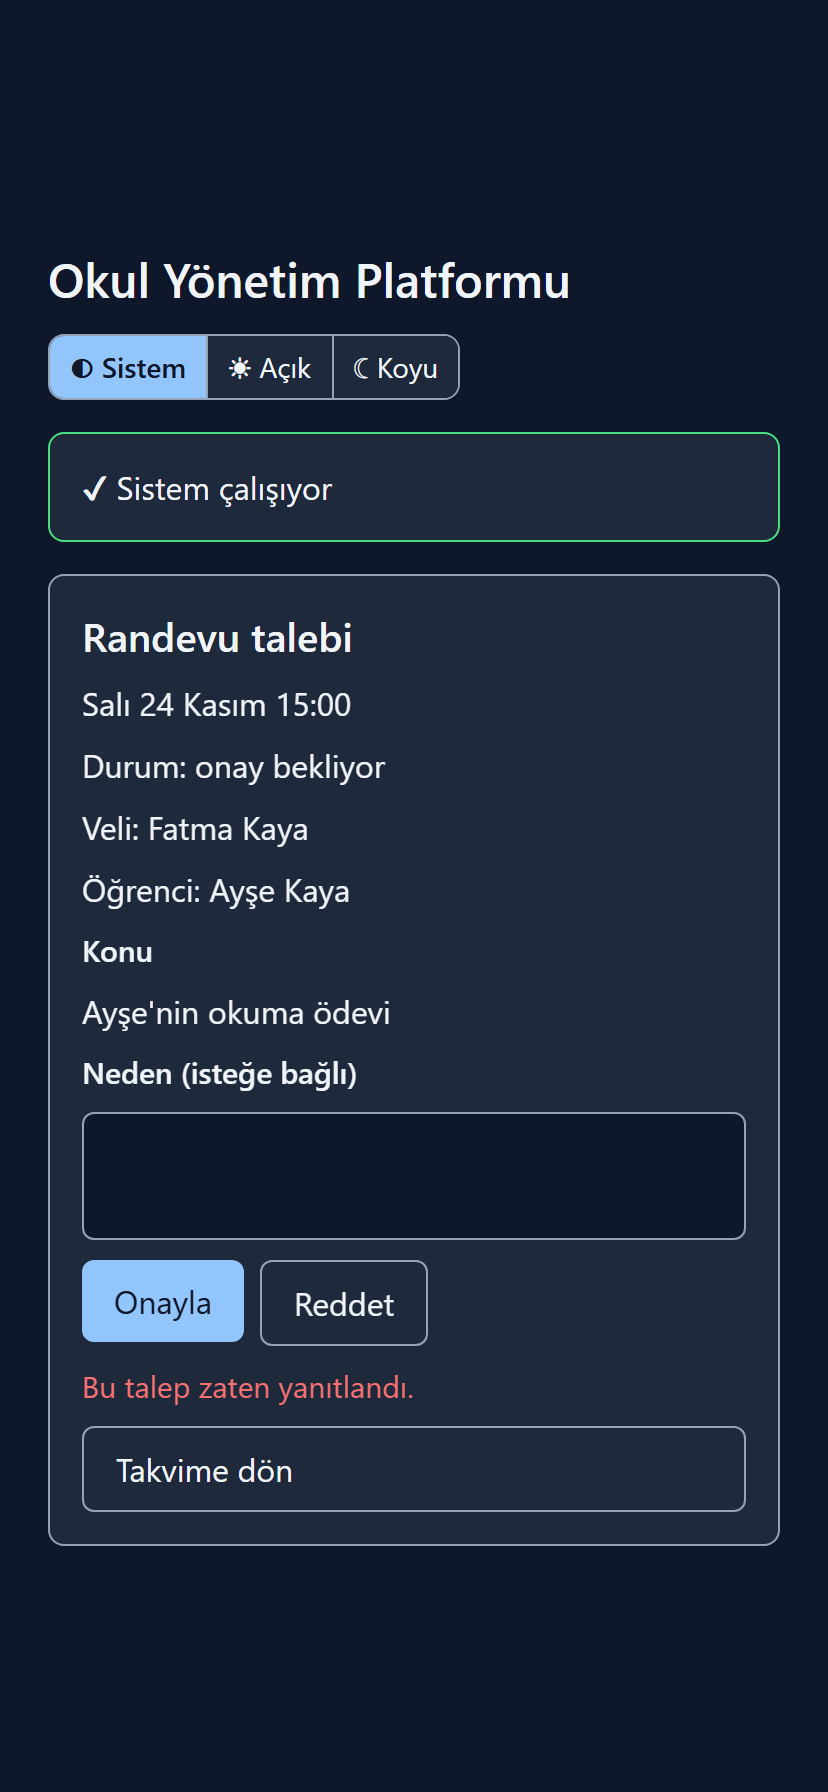 Okul Yönetim Platformu
◐ Sistem ☀ Açık ☾ Koyu
✓ Sistem çalışıyor
Randevu talebi
Salı 24 Kasım 15:00
Durum: onay bekliyor
Veli: Fatma Kaya
Öğrenci: Ayşe Kaya
Konu
Ayşe'nin okuma ödevi
Neden (isteğe bağlı)
Onayla Reddet
Bu talep zaten yanıtlandı.
Takvime dön